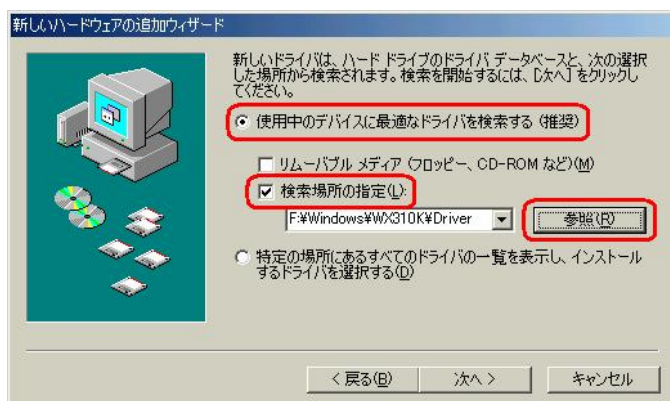 新しいハードウェアの追加ウィザード
新しいドライバは、ハード ドライブのドライバ データベースと、次の選択
した場所から検索されます。検索を開始するには、[次へ] をクリックし
てください。
使用中のデバイスに最適なドライバを検索する (推奨)
リムーバブル メディア (フロッピー、CD-ROM など)(M)
検索場所の指定(L):
F:¥Windows¥WX310K¥Driver
参照(R)
特定の場所にあるすべてのドライバの一覧を表示し、インストール
するドライバを選択する(D)
< 戻る(B)
次へ >
キャンセル